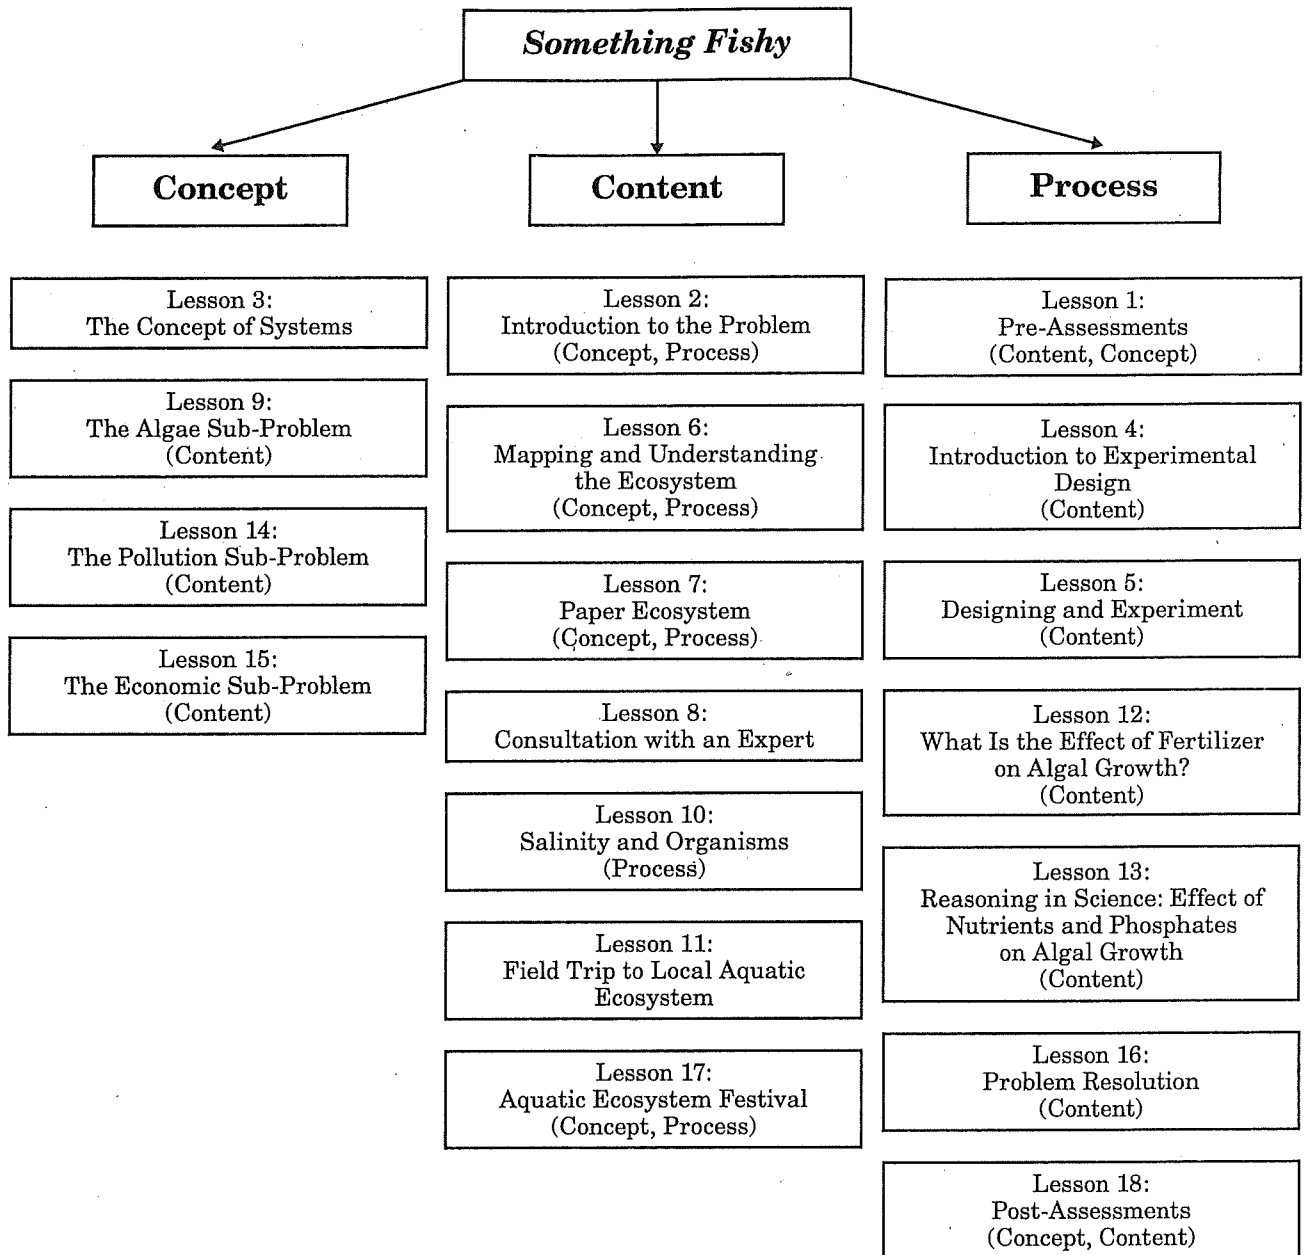 Something Fishy
Concept
Content
Process
Lesson 3:
The Concept of Systems
Lesson 9:
The Algae Sub-Problem
(Content)
Lesson 14:
The Pollution Sub-Problem
(Content)
Lesson 15:
The Economic Sub-Problem
(Content)
Lesson 2:
Introduction to the Problem
(Concept, Process)
Lesson 6:
Mapping and Understanding
the Ecosystem
(Concept, Process)
Lesson 7:
Paper Ecosystem
(Concept, Process)
Lesson 8:
Consultation with an Expert
Lesson 10:
Salinity and Organisms
(Process)
Lesson 11:
Field Trip to Local Aquatic
Ecosystem
Lesson 17:
Aquatic Ecosystem Festival
(Concept, Process)
Lesson 1:
Pre-Assessments
(Content, Concept)
Lesson 4:
Introduction to Experimental
Design
(Content)
Lesson 5:
Designing and Experiment
(Content)
Lesson 12:
What Is the Effect of Fertilizer
on Algal Growth?
(Content)
Lesson 13:
Reasoning in Science: Effect of
Nutrients and Phosphates
on Algal Growth
(Content)
Lesson 16:
Problem Resolution
(Content)
Lesson 18:
Post-Assessments
(Concept, Content)